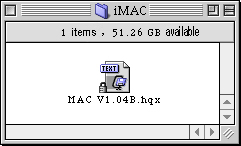 iMAC
1 items , 51.26 GB available
TEXT
MAC V1.04B.hqx